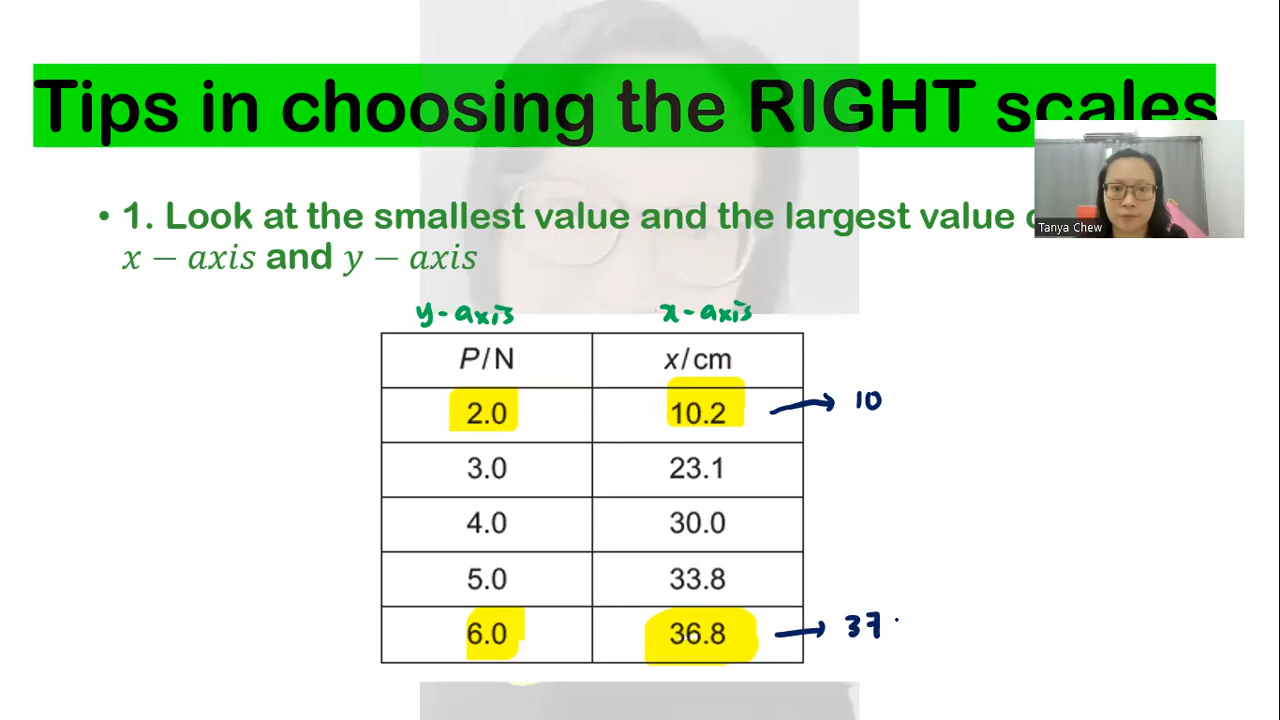 Tips in choosing the RIGHT scales
Tanya Chew
• 1. Look at the smallest value and the largest value
x – axis and y – axis
y-axis x-axis
P/N x/cm
2.0 10.2 → 10
3.0 23.1
4.0 30.0
5.0 33.8
6.0 36.8 → 37